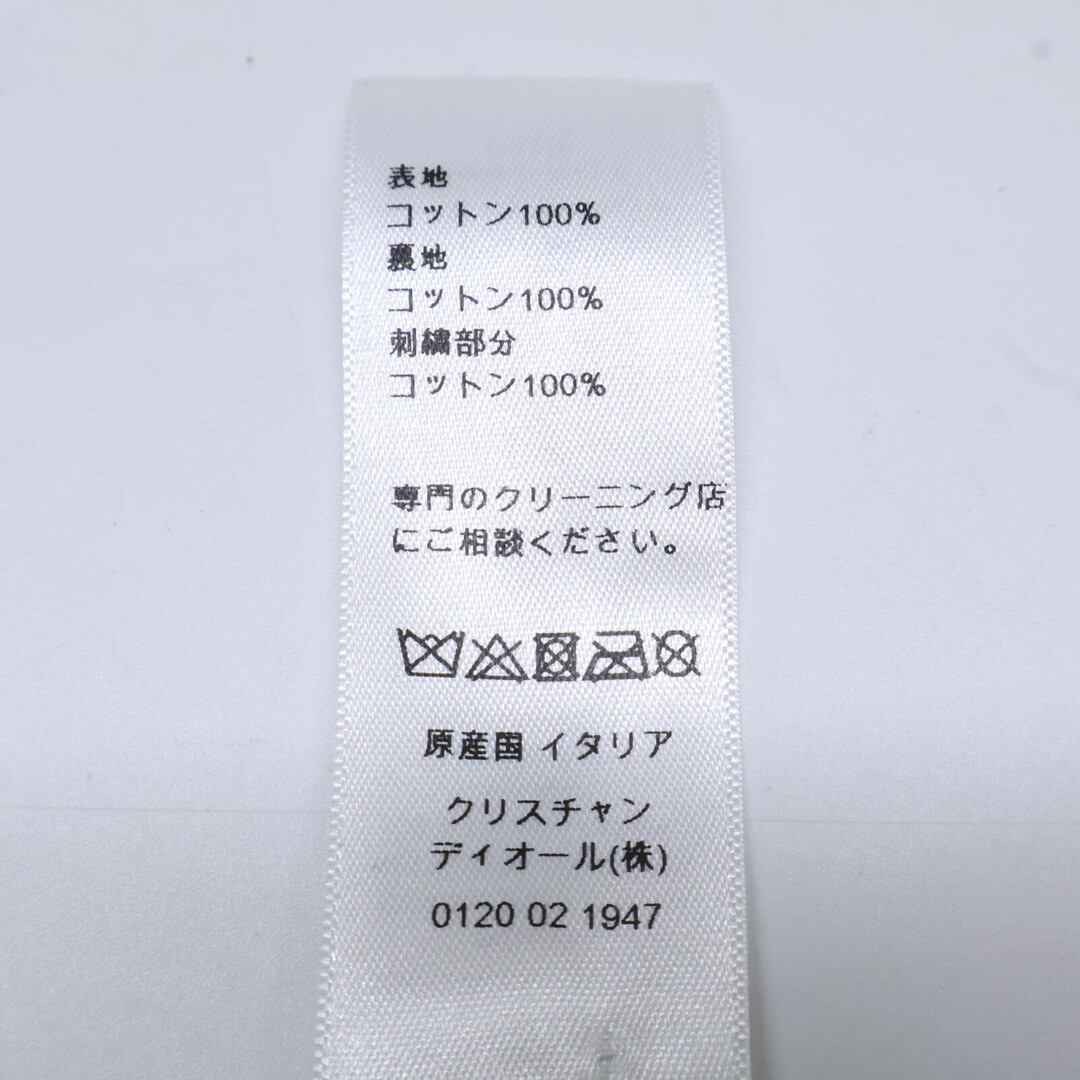 表地
コットン100%
裏地
コットン100%
刺繍部分
コットン100%
専門のクリーニング店
にご相談ください。
原産国 イタリア
クリスチャン
ディオール(株)
0120 02 1947